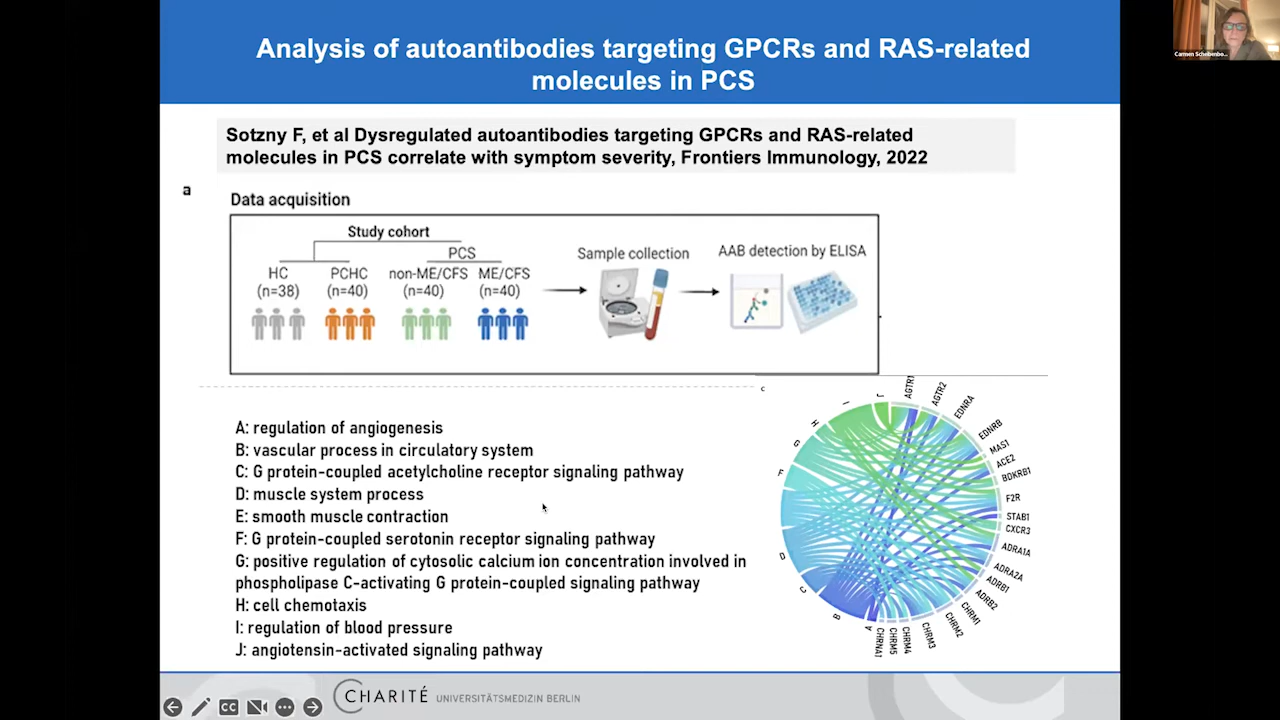 Analysis of autoantibodies targeting GPCRs and RAS-related
molecules in PCS
Carmen Scheibenbo...
Sotzny F, et al Dysregulated autoantibodies targeting GPCRs and RAS-related
molecules in PCS correlate with symptom severity, Frontiers Immunology, 2022
a
Data acquisition
Study cohort
PCS
HC
(n=38)
PCHC
(n=40)
non-ME/CFS
(n=40)
ME/CFS
(n=40)
Sample collection
AAB detection by ELISA
A: regulation of angiogenesis
B: vascular process in circulatory system
C: G protein-coupled acetylcholine receptor signaling pathway
D: muscle system process
E: smooth muscle contraction
F: G protein-coupled serotonin receptor signaling pathway
G: positive regulation of cytosolic calcium ion concentration involved in
phospholipase C-activating G protein-coupled signaling pathway
H: cell chemotaxis
I: regulation of blood pressure
J: angiotensin-activated signaling pathway
c
AGTR1
AGTR2
EDNRA
EDNRB
MAS1
ACE2
BDKRB1
F2R
STAB1
CXCR3
ADRA1A
ADRA2A
ADRB1
ADRB2
CHRM1
CHRM2
CHRM3
CHRM4
CHRM5
CHRNA1
A
B
C
D
F
G
H
I
J
CC
CHARITÉ UNIVERSITÄTSMEDIZIN BERLIN